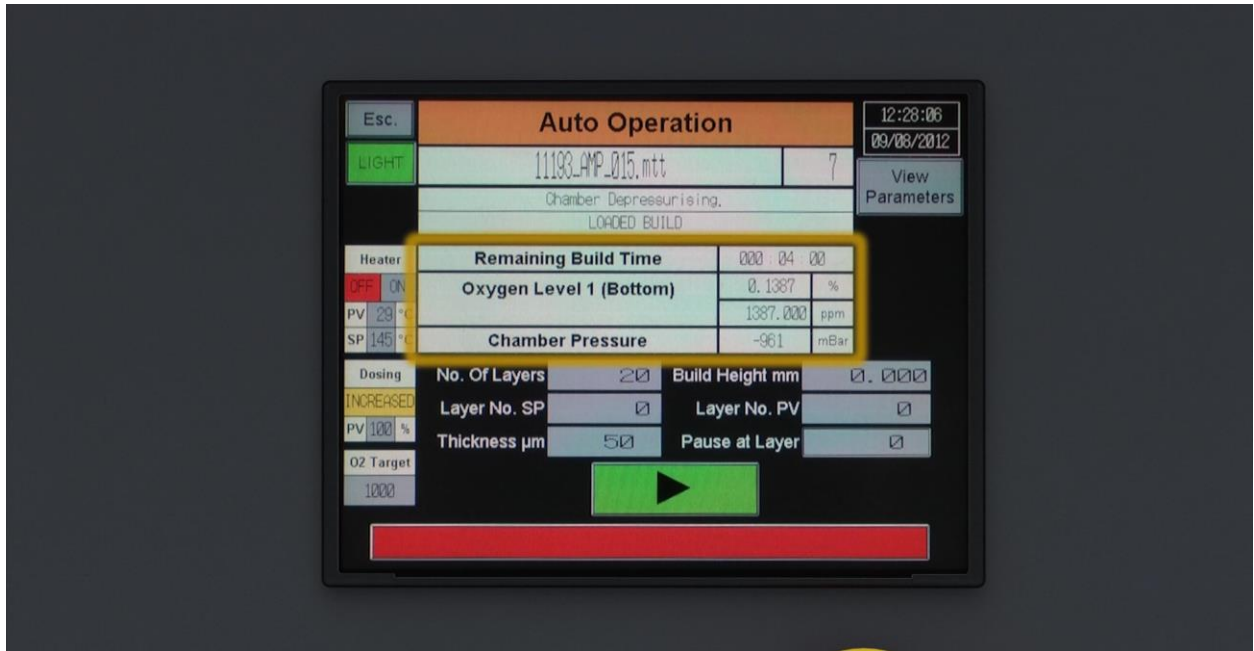 Esc.
Auto Operation
12:28:06
09/08/2012
LIGHT
11193_AMP_015.mtt
7
View
Parameters
Chamber Depressurising.
LOADED BUILD
Heater
OFF ON
PV 29 °C
SP 145 °C
Remaining Build Time 000 : 04 : 00
Oxygen Level 1 (Bottom) 0.1387 %
1387.000 ppm
Chamber Pressure -961 mBar
Dosing
INCREASED
PV 100 %
O2 Target
1000
No. Of Layers 20 Build Height mm 0.000
Layer No. SP 0 Layer No. PV 0
Thickness µm 50 Pause at Layer 0